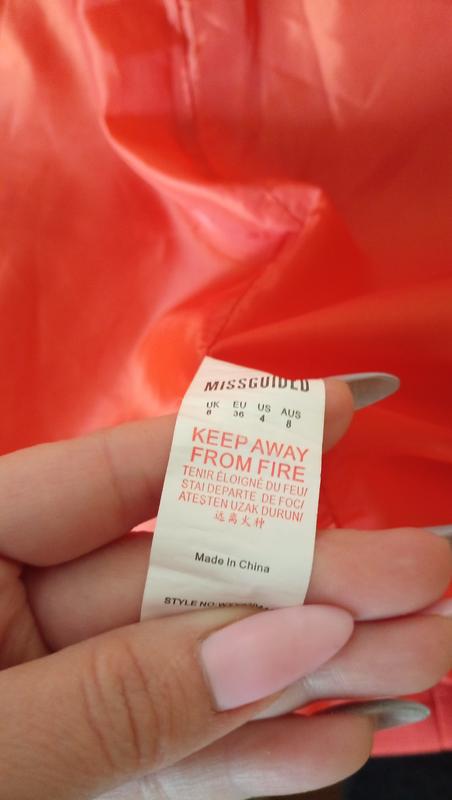 MISSGUIDED
UK EU US AUS
8 36 4 8
KEEP AWAY
FROM FIRE
TENIR ÉLOIGNÉ DU FEU/
STAI DEPARTE DE FOC/
ATESTEN UZAK DURUN/
远离火种
Made In China
STYLE NO.